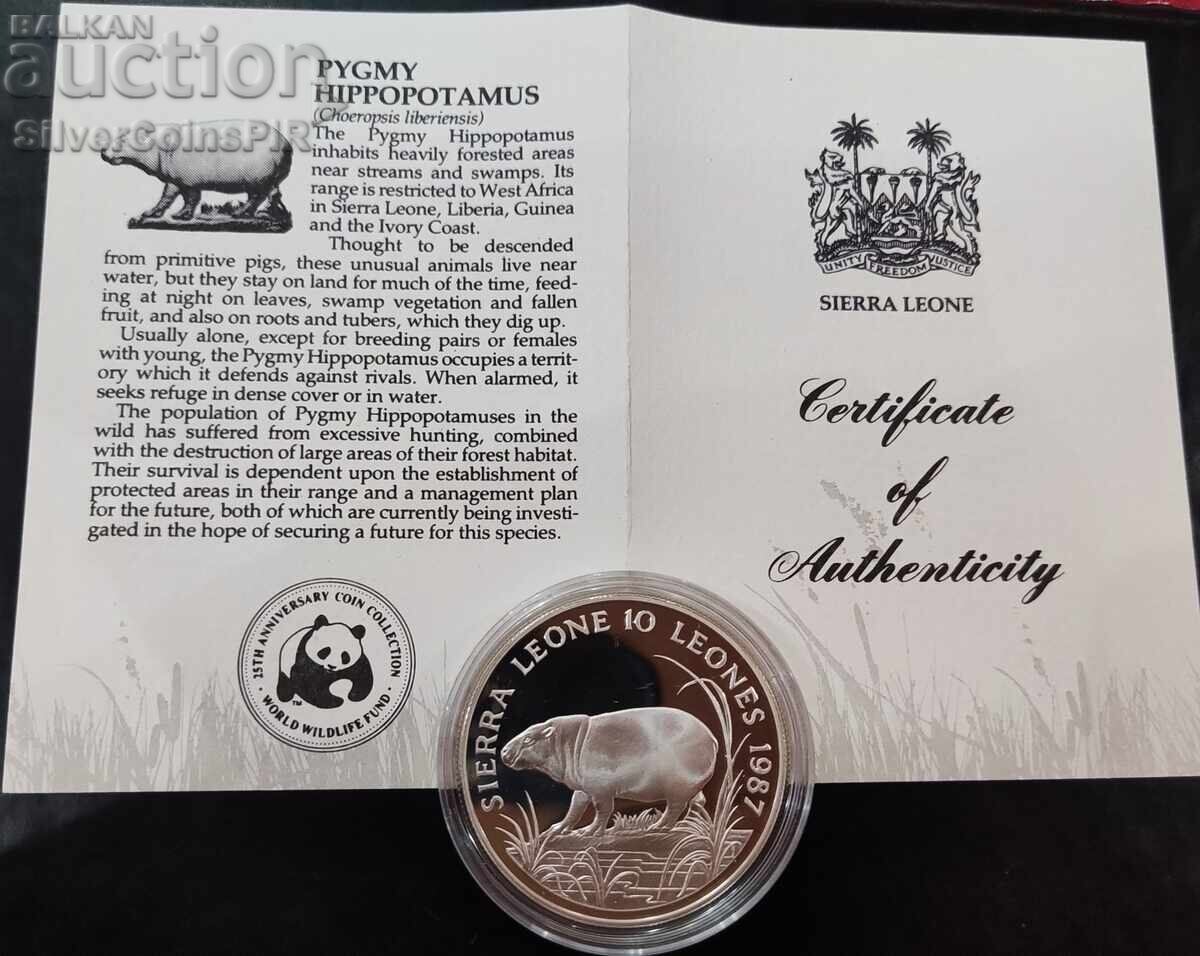 BALKAN
auction
SilverCoinsPIR
PYGMY
HIPPOPOTAMUS
(Choeropsis liberiensis)
The Pygmy Hippopotamus
inhabits heavily forested areas
near streams and swamps. Its
range is restricted to West Africa
in Sierra Leone, Liberia, Guinea
and the Ivory Coast.
Thought to be descended
from primitive pigs, these unusual animals live near
water, but they stay on land for much of the time, feed-
ing at night on leaves, swamp vegetation and fallen
fruit, and also on roots and tubers, which they dig up.
Usually alone, except for breeding pairs or females
with young, the Pygmy Hippopotamus occupies a territ-
ory which it defends against rivals. When alarmed, it
seeks refuge in dense cover or in water.
The population of Pygmy Hippopotamuses in the
wild has suffered from excessive hunting, combined
with the destruction of large areas of their forest habitat.
Their survival is dependent upon the establishment of
protected areas in their range and a management plan
for the future, both of which are currently being investi-
gated in the hope of securing a future for this species.
25TH ANNIVERSARY COIN COLLECTION
WORLD WILDLIFE FUND
TM
UNITY FREEDOM JUSTICE
SIERRA LEONE
Certificate
of
Authenticity
SIERRA LEONE 10 LEONES 1987